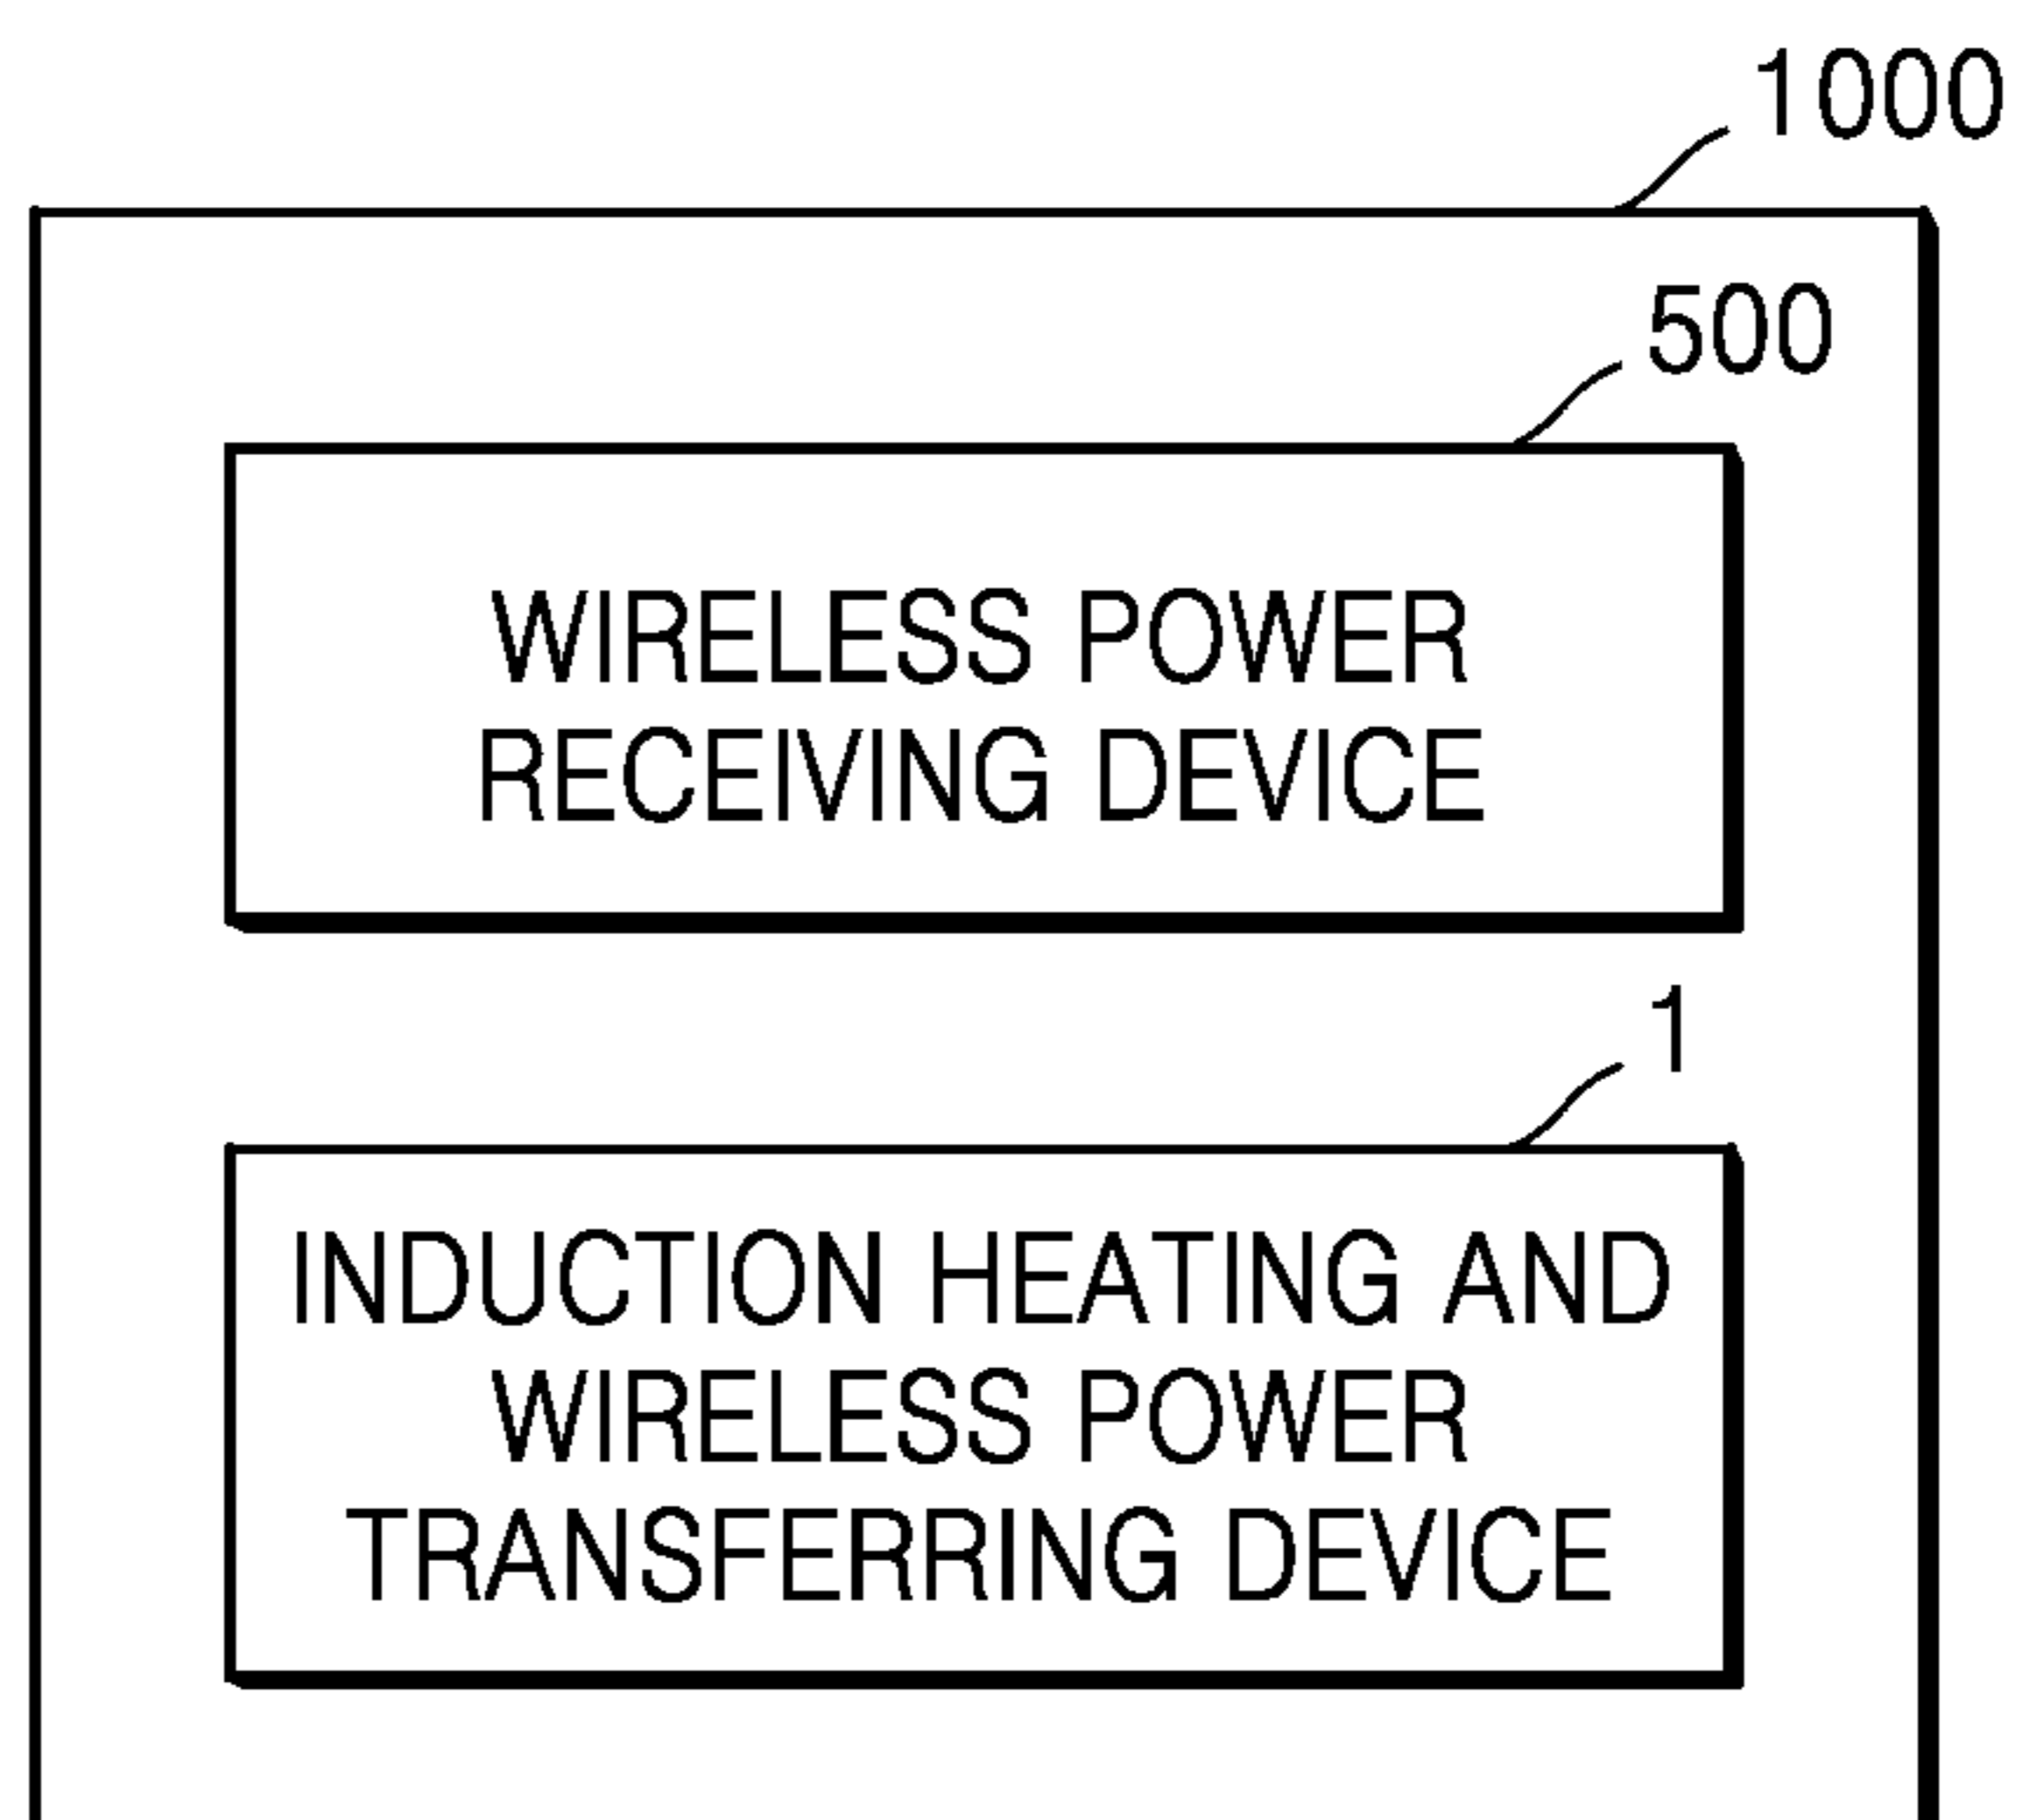 1000
500
WIRELESS POWER
RECEIVING DEVICE
1
INDUCTION HEATING AND
WIRELESS POWER
TRANSFERRING DEVICE